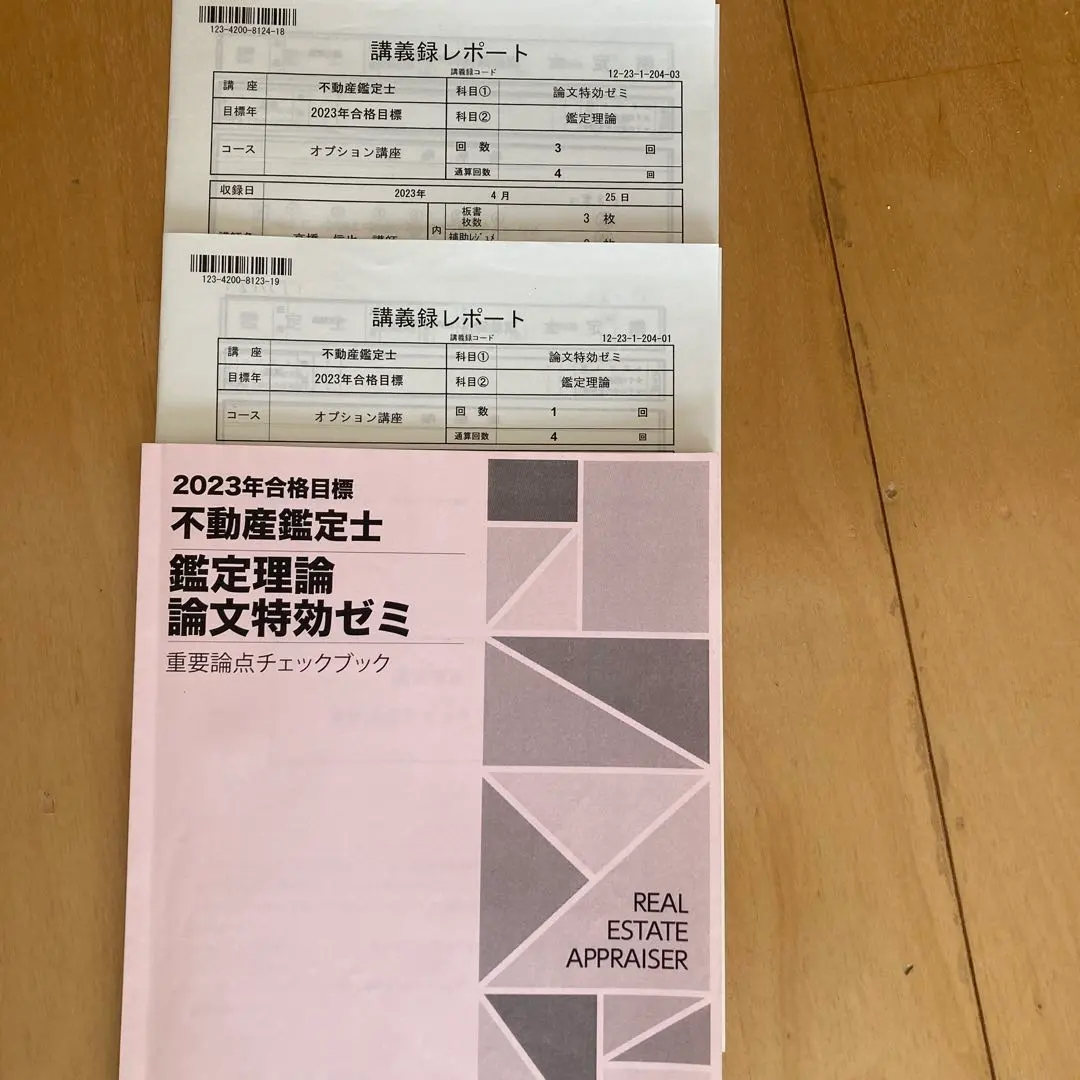 123-4200-8124-18
講義録レポート
講義録コード 12-23-1-204-03
講 座 不動産鑑定士 科目① 論文特効ゼミ
目標年 2023年合格目標 科目② 鑑定理論
コース オプション講座 回 数 3 回
通算回数 4 回
収録日 2023年 4 月 25 日
内 板書枚数 3 枚
補助レジュメ
123-4200-8123-19
講義録レポート
講義録コード 12-23-1-204-01
講 座 不動産鑑定士 科目① 論文特効ゼミ
目標年 2023年合格目標 科目② 鑑定理論
コース オプション講座 回 数 1 回
通算回数 4 回
2023年合格目標
不動産鑑定士
鑑定理論
論文特効ゼミ
重要論点チェックブック
REAL
ESTATE
APPRAISER